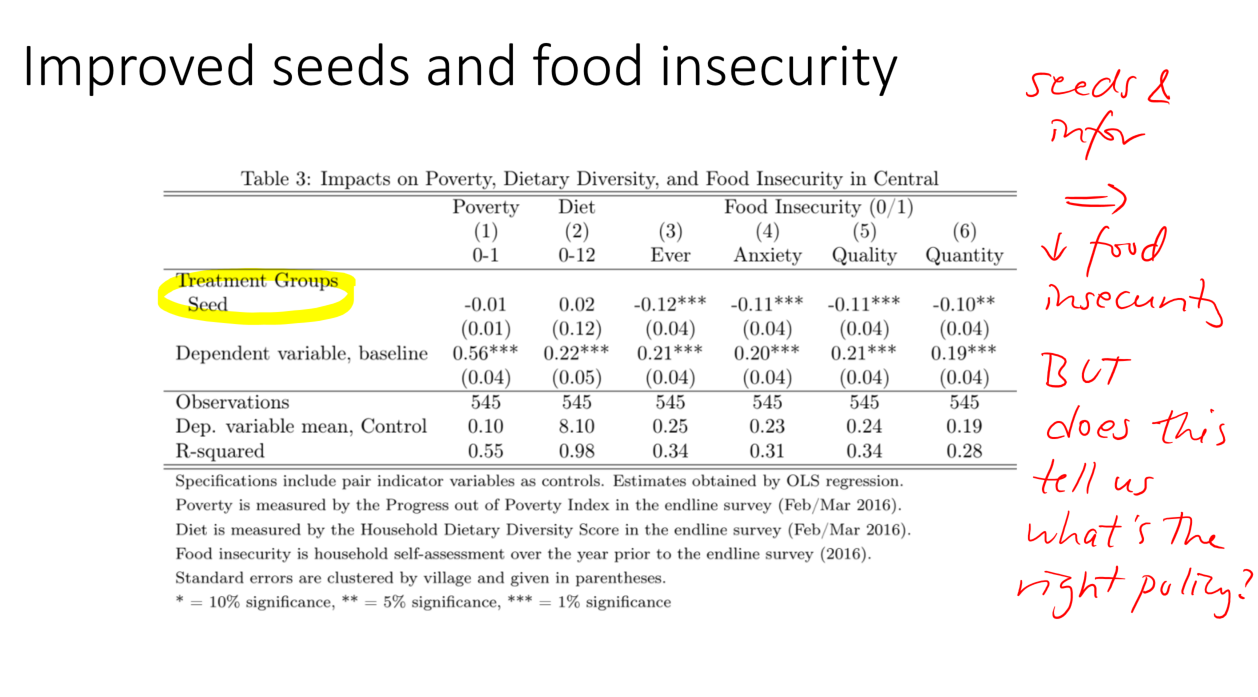 Improved seeds and food insecurity
Table 3: Impacts on Poverty, Dietary Diversity, and Food Insecurity in Central
Poverty Diet Food Insecurity (0/1)
(1) (2) (3) (4) (5) (6)
0-1 0-12 Ever Anxiety Quality Quantity
Treatment Groups
Seed -0.01 0.02 -0.12*** -0.11*** -0.11*** -0.10**
(0.01) (0.12) (0.04) (0.04) (0.04) (0.04)
Dependent variable, baseline 0.56*** 0.22*** 0.21*** 0.20*** 0.21*** 0.19***
(0.04) (0.05) (0.04) (0.04) (0.04) (0.04)
Observations 545 545 545 545 545 545
Dep. variable mean, Control 0.10 8.10 0.25 0.23 0.24 0.19
R-squared 0.55 0.98 0.34 0.31 0.34 0.28
Specifications include pair indicator variables as controls. Estimates obtained by OLS regression.
Poverty is measured by the Progress out of Poverty Index in the endline survey (Feb/Mar 2016).
Diet is measured by the Household Dietary Diversity Score in the endline survey (Feb/Mar 2016).
Food insecurity is household self-assessment over the year prior to the endline survey (2016).
Standard errors are clustered by village and given in parentheses.
* = 10% significance, ** = 5% significance, *** = 1% significance
seeds &
infor
⇒
↓ food
insecurity
BUT
does this
tell us
what's the
right policy?